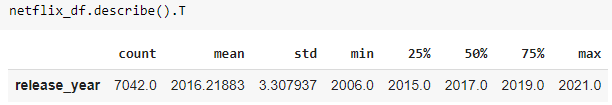 netflix_df.describe().T
count mean std min 25% 50% 75% max
release_year 7042.0 2016.21883 3.307937 2006.0 2015.0 2017.0 2019.0 2021.0